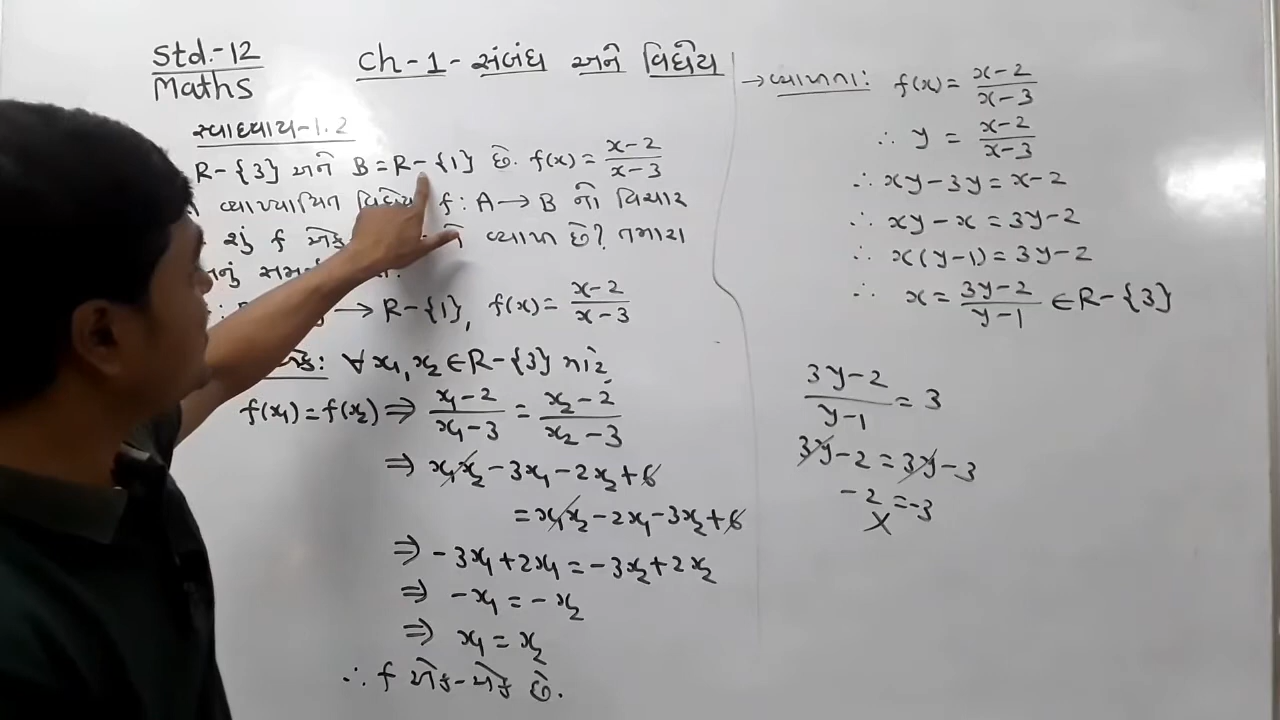 Std.-12
Maths
Ch-1-સંબંધ અને વિધેય
સ્વાધ્યાય-1.2
R-{3} અને B=R-{1} છે. f(x) = x-2 / x-3
વ્યાખ્યાયિત f: A → B નો વિચાર
શું f વ્યાપ્ત છે? તમારા
→ R-{1}, f(x) = x-2 / x-3
∀ x₁, x₂ ∈ R-{3} માટે
f(x₁) = f(x₂) ⇒ x₁-2 / x₁-3 = x₂-2 / x₂-3
⇒ x₁x₂ - 3x₁ - 2x₂ + 6
= x₁x₂ - 2x₁ - 3x₂ + 6
⇒ -3x₁ + 2x₁ = -3x₂ + 2x₂
⇒ -x₁ = -x₂
⇒ x₁ = x₂
∴ f એક-એક છે.
→ વ્યાપ્તતા: f(x) = x-2 / x-3
∴ y = x-2 / x-3
∴ xy-3y = x-2
∴ xy-x = 3y-2
∴ x(y-1) = 3y-2
∴ x = 3y-2 / y-1 ∈ R-{3}
3y-2 / y-1 = 3
3y-2 = 3y-3
-2 = -3
X